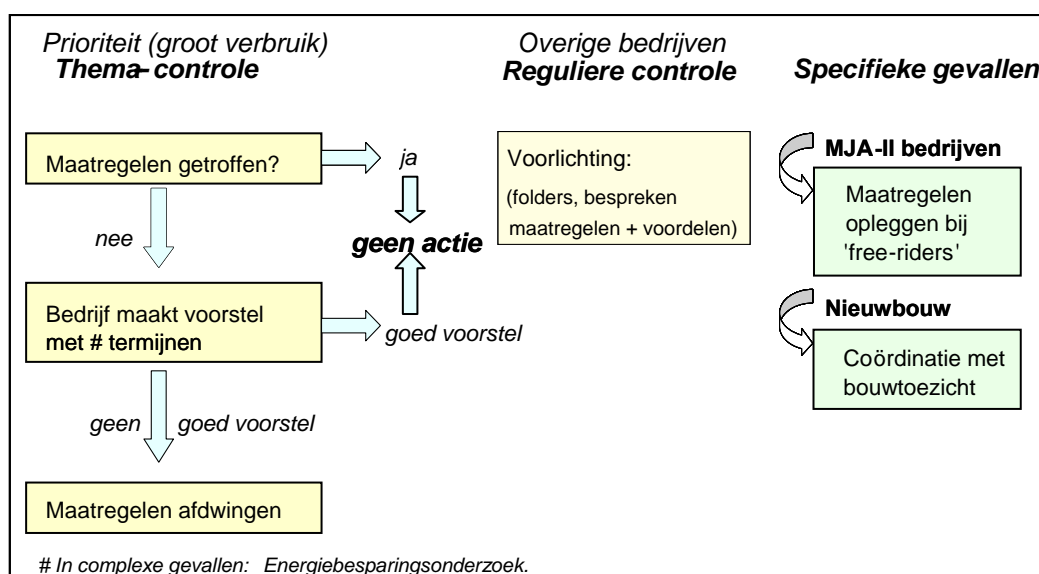 Prioriteit (groot verbruik)
Thema-controle
Maatregelen getroffen?
ja
nee
geen actie
Bedrijf maakt voorstel
met # termijnen
goed voorstel
geen goed voorstel
Maatregelen afdwingen
# In complexe gevallen: Energiebesparingsonderzoek.
Overige bedrijven
Reguliere controle
Voorlichting:
(folders, bespreken
maatregelen + voordelen)
Specifieke gevallen
MJA-II bedrijven
Maatregelen
opleggen bij
'free-riders'
Nieuwbouw
Coördinatie met
bouwtoezicht